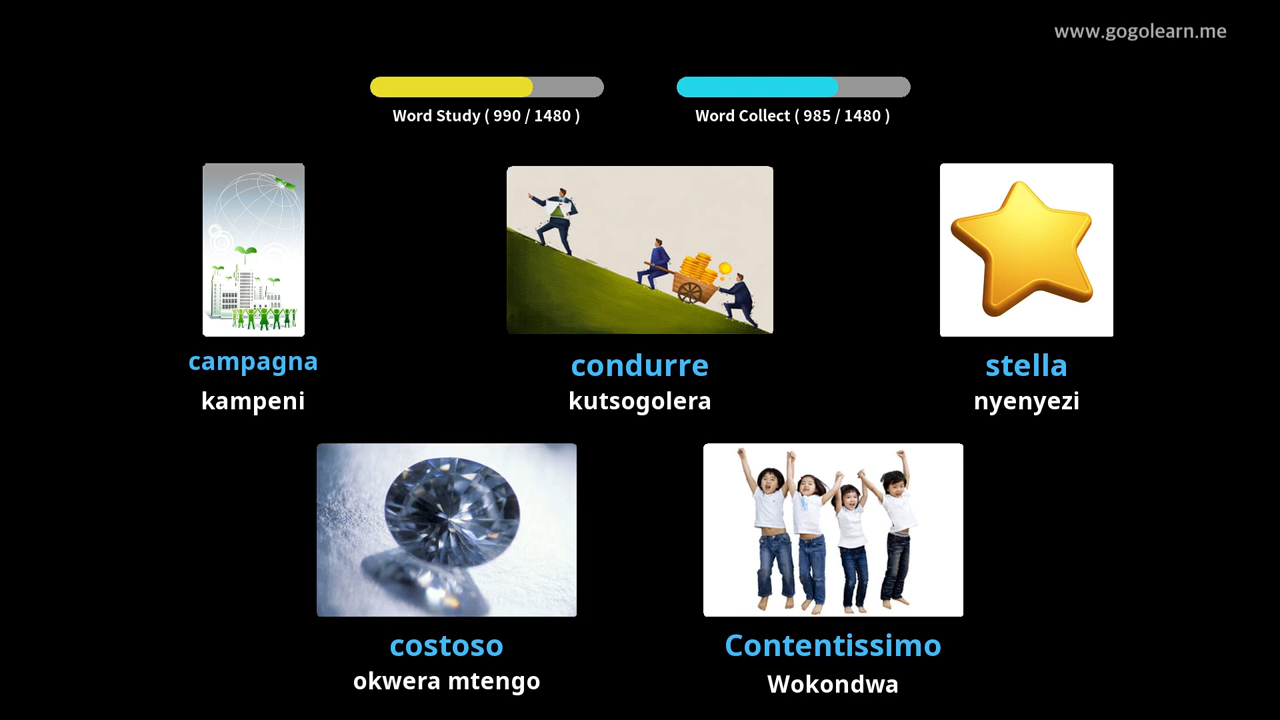 www.gogolearn.me
Word Study ( 990 / 1480 )
Word Collect ( 985 / 1480 )
campagna
kampeni
condurre
kutsogolera
stella
nyenyezi
costoso
okwera mtengo
Contentissimo
Wokondwa